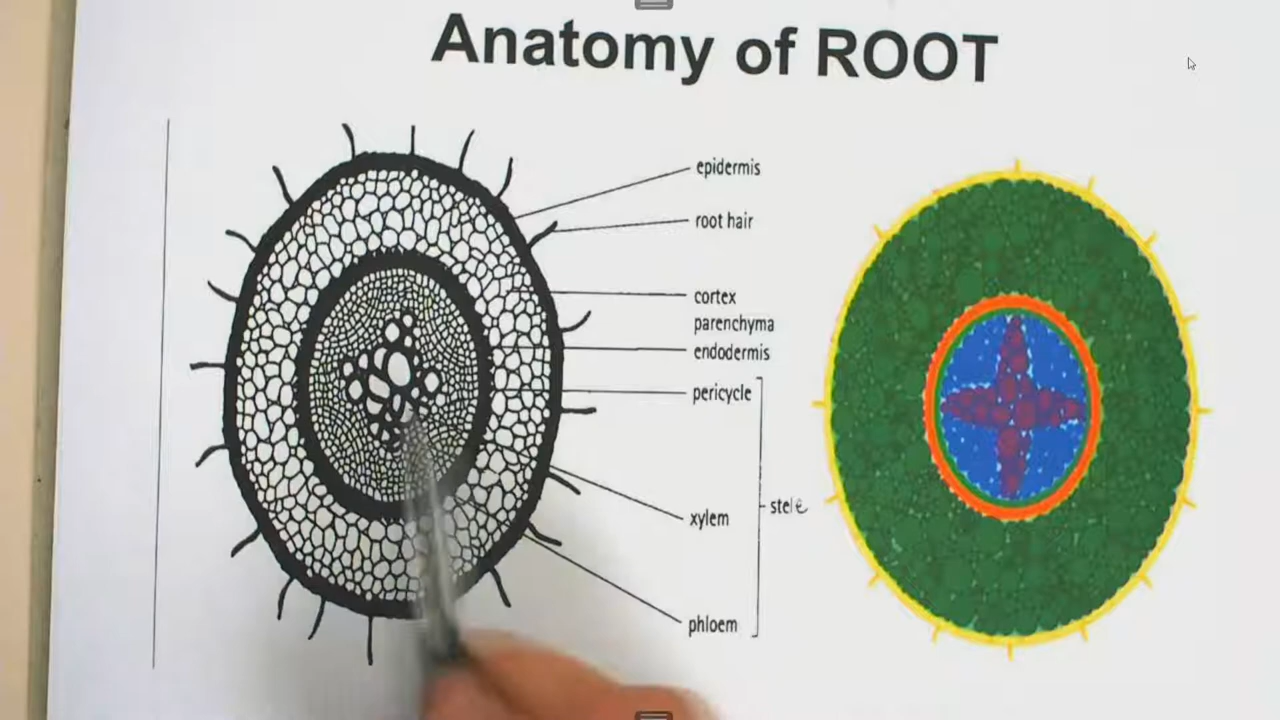 Anatomy of ROOT
epidermis
root hair
cortex
parenchyma
endodermis
pericycle
xylem
stele
phloem